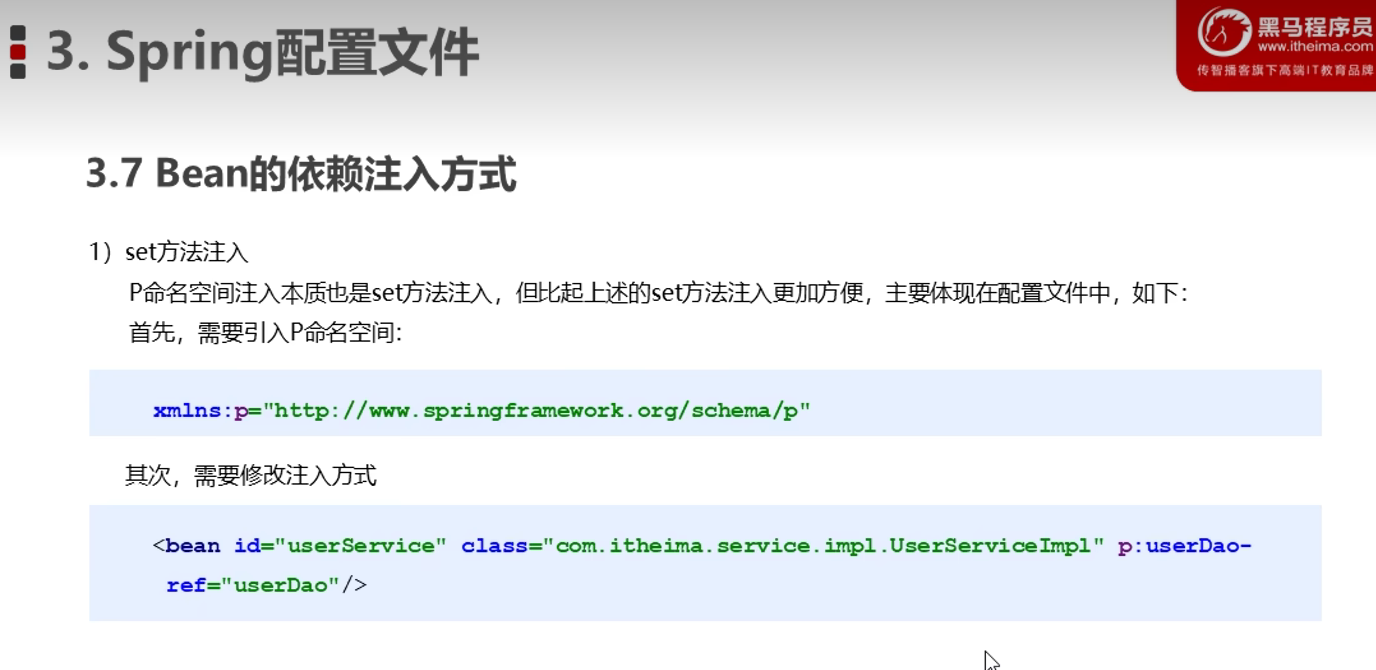 3. Spring配置文件
黑马程序员
www.itheima.com
传智播客旗下高端IT教育品牌
3.7 Bean的依赖注入方式
1）set方法注入
P命名空间注入本质也是set方法注入，但比起上述的set方法注入更加方便，主要体现在配置文件中，如下：
首先，需要引入P命名空间：
xmlns:p="http://www.springframework.org/schema/p"
其次，需要修改注入方式
<bean id="userService" class="com.itheima.service.impl.UserServiceImpl" p:userDao-
ref="userDao"/>